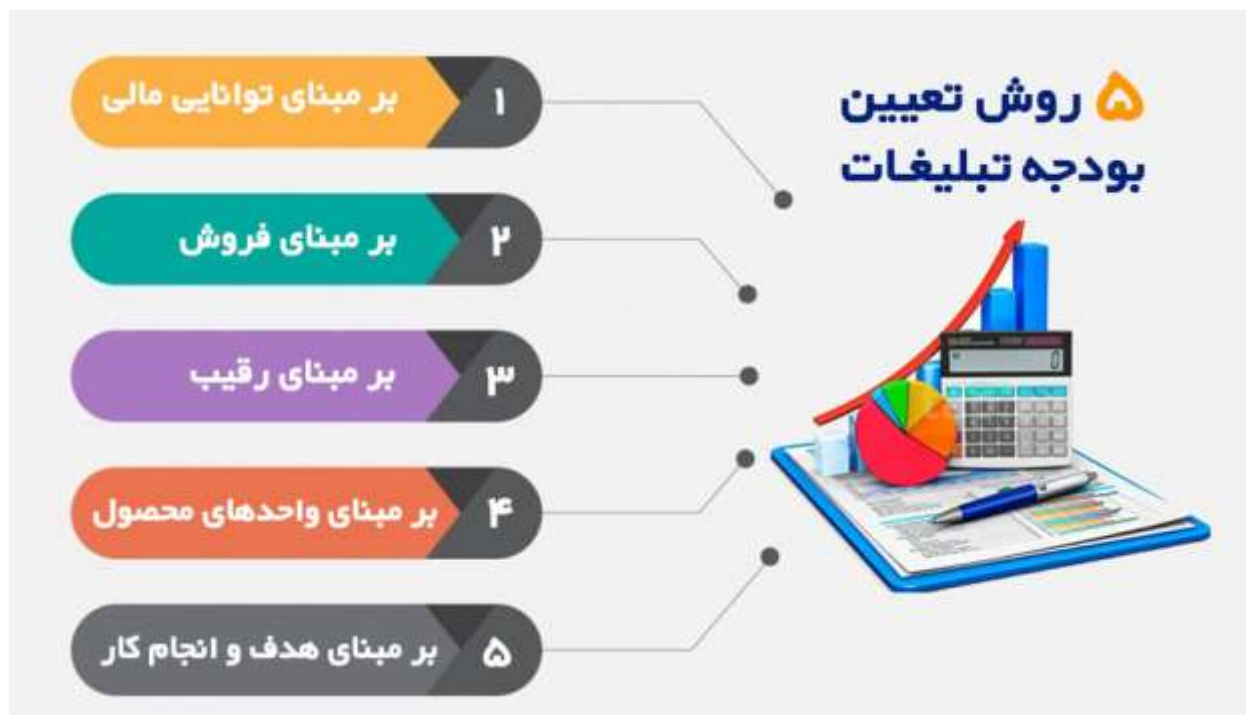 ۵ روش تعیین
بودجه تبلیغات
۱ بر مبنای توانایی مالی
۲ بر مبنای فروش
۳ بر مبنای رقیب
۴ بر مبنای واحدهای محصول
۵ بر مبنای هدف و انجام کار
0